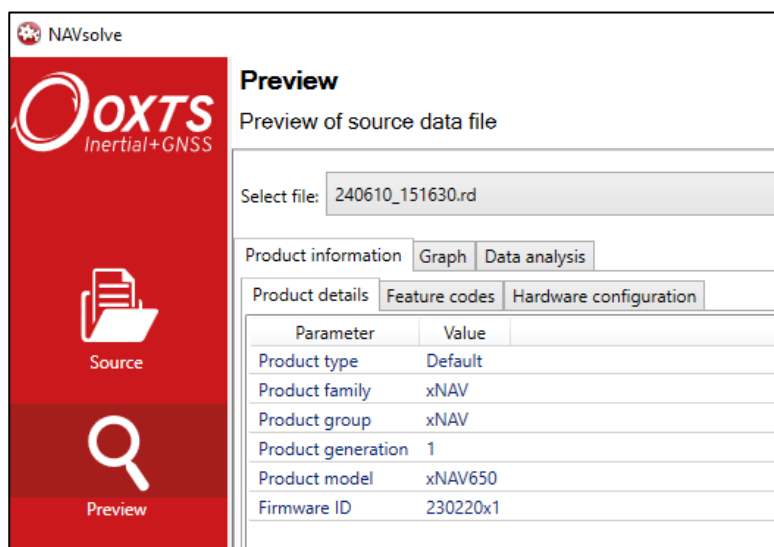 NAVsolve
OXTS
Inertial+GNSS
Source
Preview
Preview
Preview of source data file
Select file: 240610_151630.rd
Product information Graph Data analysis
Product details Feature codes Hardware configuration
Parameter Value
Product type Default
Product family xNAV
Product group xNAV
Product generation 1
Product model xNAV650
Firmware ID 230220x1